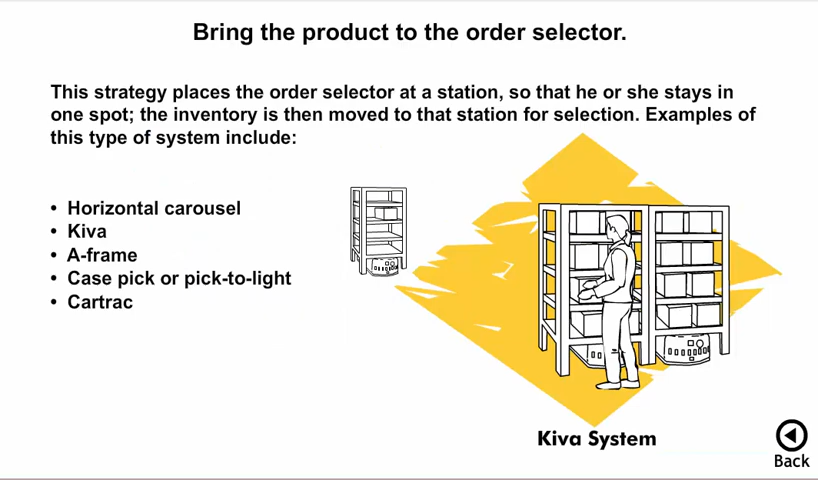 Bring the product to the order selector.
This strategy places the order selector at a station, so that he or she stays in
one spot; the inventory is then moved to that station for selection. Examples of
this type of system include:
• Horizontal carousel
• Kiva
• A-frame
• Case pick or pick-to-light
• Cartrac
Kiva System
Back